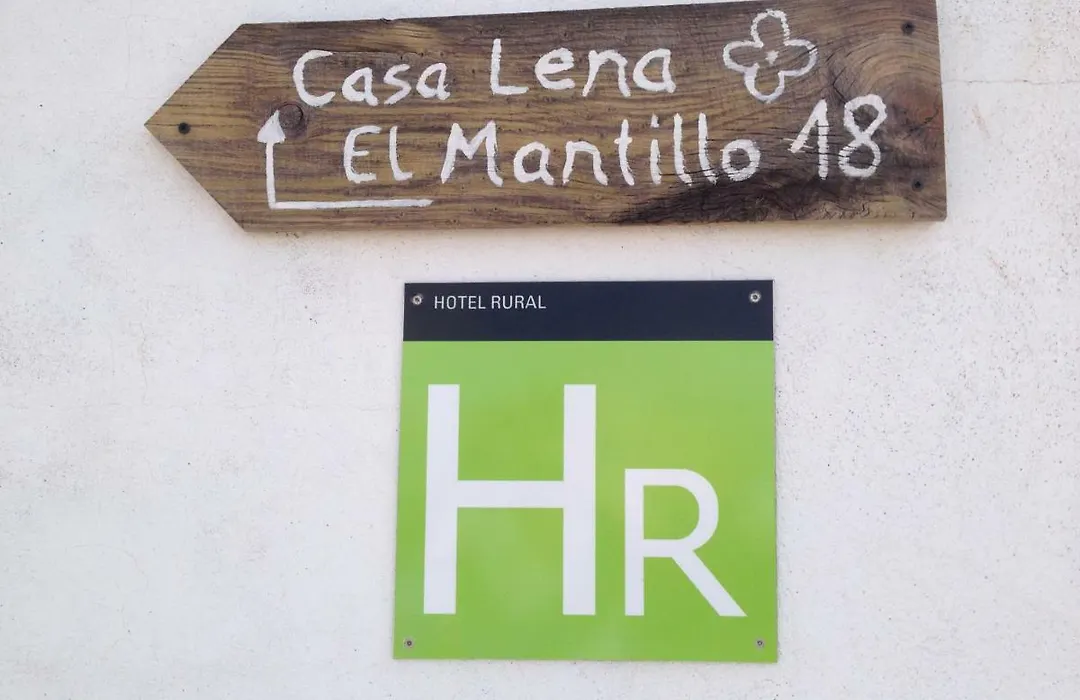 Casa Lena
El Mantillo 18
HOTEL RURAL
HR